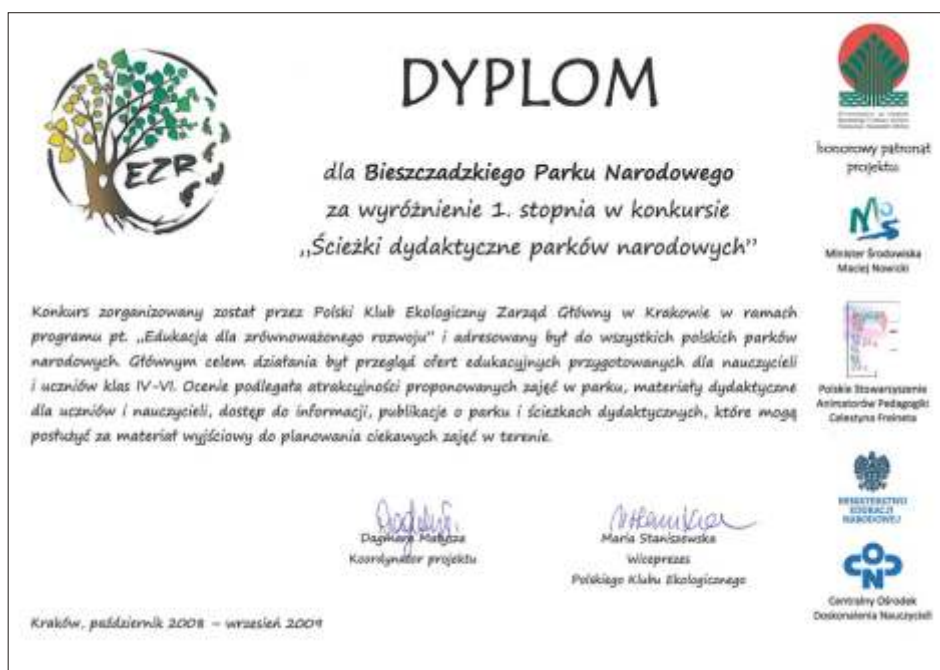 EZR
DYPLOM
dla Bieszczadzkiego Parku Narodowego
za wyróżnienie 1. stopnia w konkursie
„Ścieżki dydaktyczne parków narodowych”
Konkurs zorganizowany został przez Polski Klub Ekologiczny Zarząd Główny w Krakowie w ramach
programu pt. „Edukacja dla zrównoważonego rozwoju” i adresowany był do wszystkich polskich parków
narodowych. Głównym celem działania był przegląd ofert edukacyjnych przygotowanych dla nauczycieli
i uczniów klas IV-VI. Ocenie podlegała atrakcyjności proponowanych zajęć w parku, materiały dydaktyczne
dla uczniów i nauczycieli, dostęp do informacji, publikacje o parku i ścieżkach dydaktycznych, które mogą
posłużyć za materiał wyjściowy do planowania ciekawych zajęć w terenie.
Dagmara Matysza
Koordynator projektu
Maria Staniszewska
Wiceprezes
Polskiego Klubu Ekologicznego
Kraków, październik 2008 – wrzesień 2009
honorowy patronat
projektu
MoS
Minister Środowiska
Maciej Nowicki
Polskie Stowarzyszenie
Animatorów Pedagogiki
Celestyna Freineta
MINISTERSTWO
EDUKACJI
NARODOWEJ
CODN
Centralny Ośrodek
Doskonalenia Nauczycieli